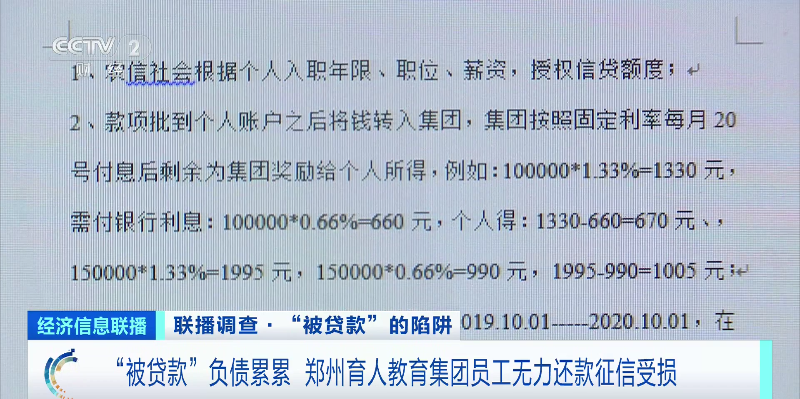 CCTV 2
财经
1、农信社会根据个人入职年限、职位、薪资，授权信贷额度；
2、款项批到个人账户之后将钱转入集团，集团按照固定利率每月20
号付息后剩余为集团奖励给个人所得，例如：100000*1.33%=1330 元，
需付银行利息：100000*0.66%=660 元，个人得：1330-660=670 元、，
150000*1.33%=1995 元，150000*0.66%=990 元，1995-990=1005 元；
019.10.01-----2020.10.01，在
经济信息联播 联播调查·“被贷款”的陷阱
“被贷款”负债累累 郑州育人教育集团员工无力还款征信受损